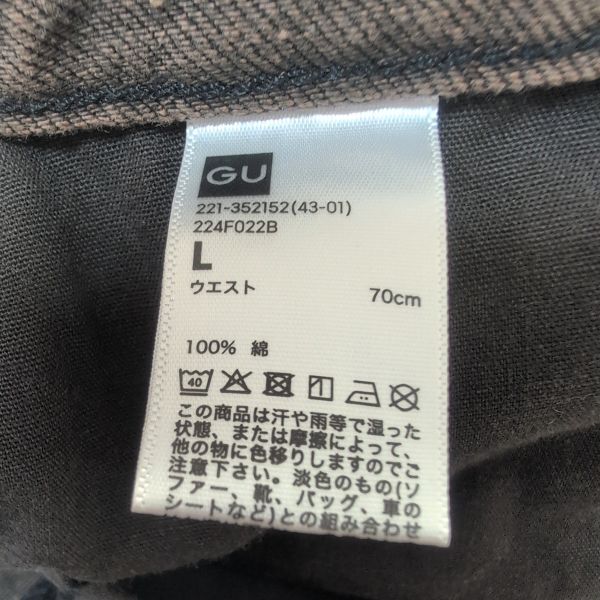 GU
221-352152(43-01)
224F022B
L
ウエスト 70cm
100% 綿
40
この商品は汗や雨等で湿った
状態、または摩擦によって、
他の物に色移りしますのでご
注意下さい。淡色のもの(ソ
ファー、靴、バッグ、車の
シートなど)との組み合わせ